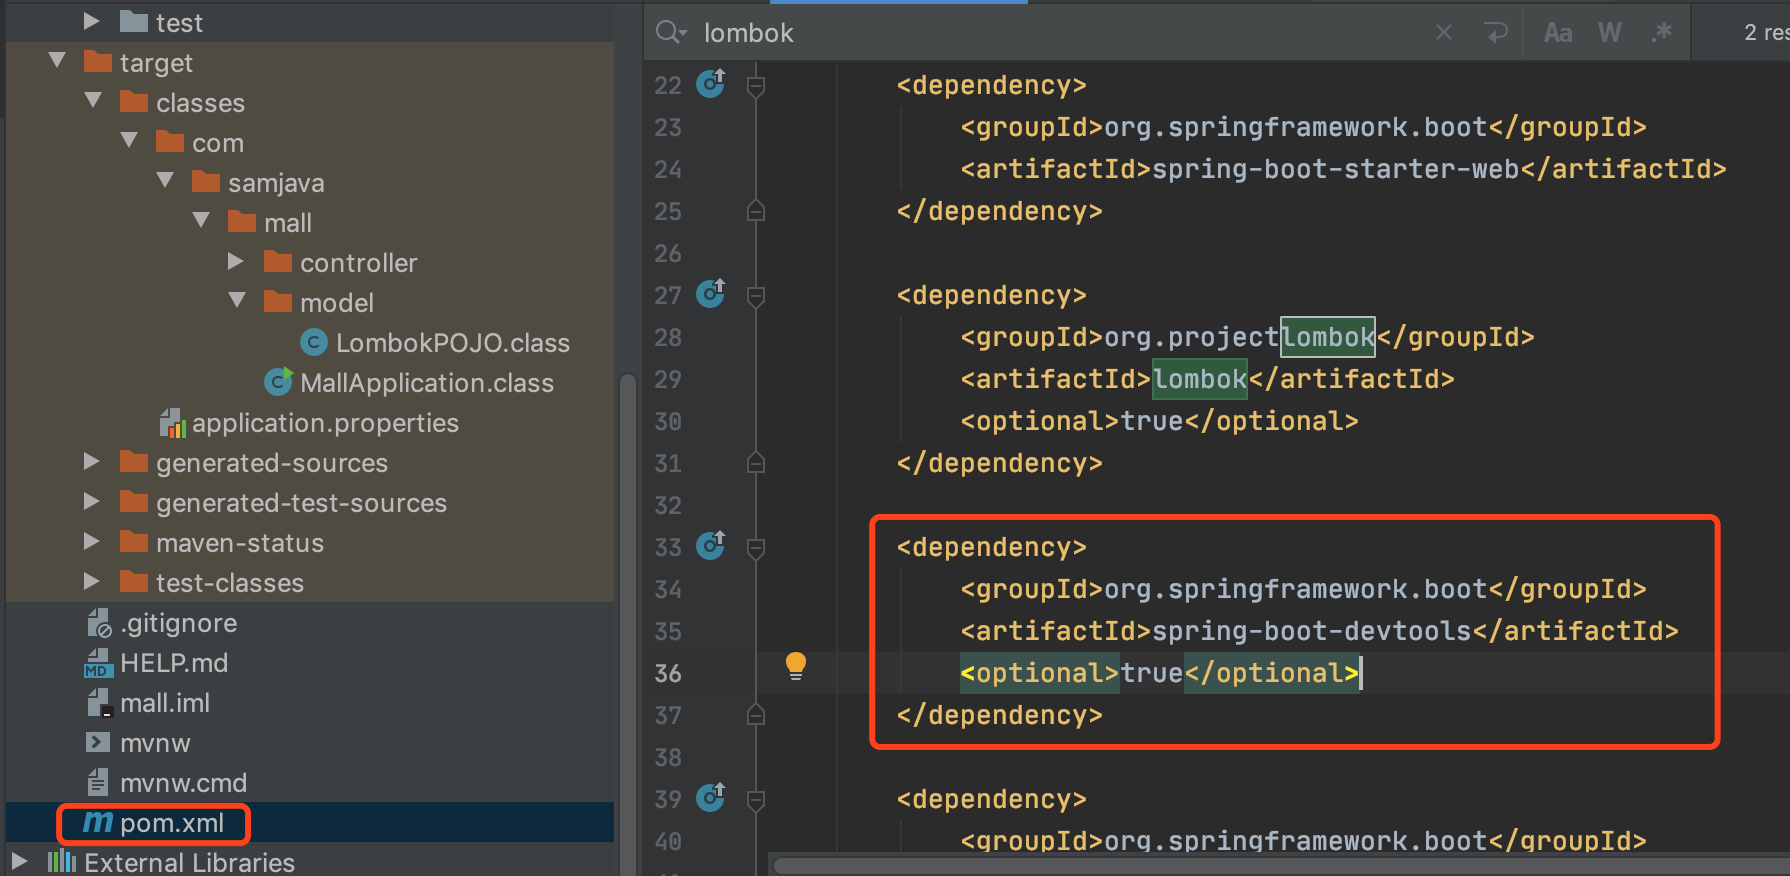 test
target
classes
com
samjava
mall
controller
model
LombokPOJO.class
MallApplication.class
application.properties
generated-sources
generated-test-sources
maven-status
test-classes
.gitignore
MD HELP.md
mall.iml
mvnw
mvnw.cmd
pom.xml
External Libraries
lombok Aa W .* 2 res
22 <dependency>
23 <groupId>org.springframework.boot</groupId>
24 <artifactId>spring-boot-starter-web</artifactId>
25 </dependency>
26
27 <dependency>
28 <groupId>org.projectlombok</groupId>
29 <artifactId>lombok</artifactId>
30 <optional>true</optional>
31 </dependency>
32
33 <dependency>
34 <groupId>org.springframework.boot</groupId>
35 <artifactId>spring-boot-devtools</artifactId>
36 <optional>true</optional>
37 </dependency>
38
39 <dependency>
40 <groupId>org.springframework.boot</groupId>